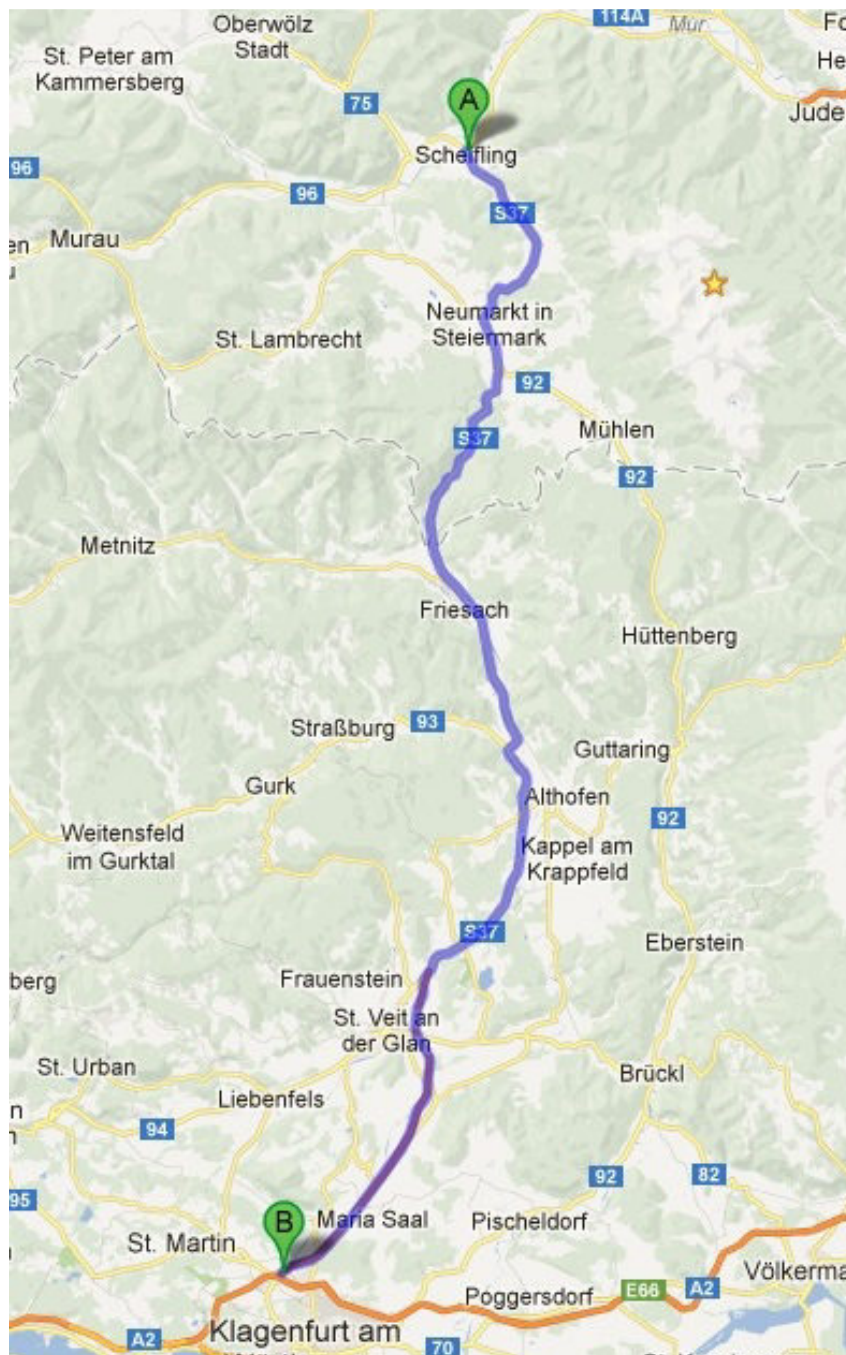 Oberwölz
Stadt
114A
Mur
St. Peter am
Kammersberg
75
A
Jude
Scheifling
96
96
S37
Murau
Neumarkt in
Steiermark
St. Lambrecht
92
S37
Mühlen
92
Metnitz
Friesach
Hüttenberg
Straßburg
93
Guttaring
Gurk
Althofen
Weitensfeld
im Gurktal
92
Kappel am
Krappfeld
S37
Eberstein
berg
Frauenstein
St. Veit an
der Glan
St. Urban
Brückl
Liebenfels
94
92
82
95
B
Maria Saal
Pischeldorf
St. Martin
Völkerma
E66
A2
Poggersdorf
Klagenfurt am
A2
70